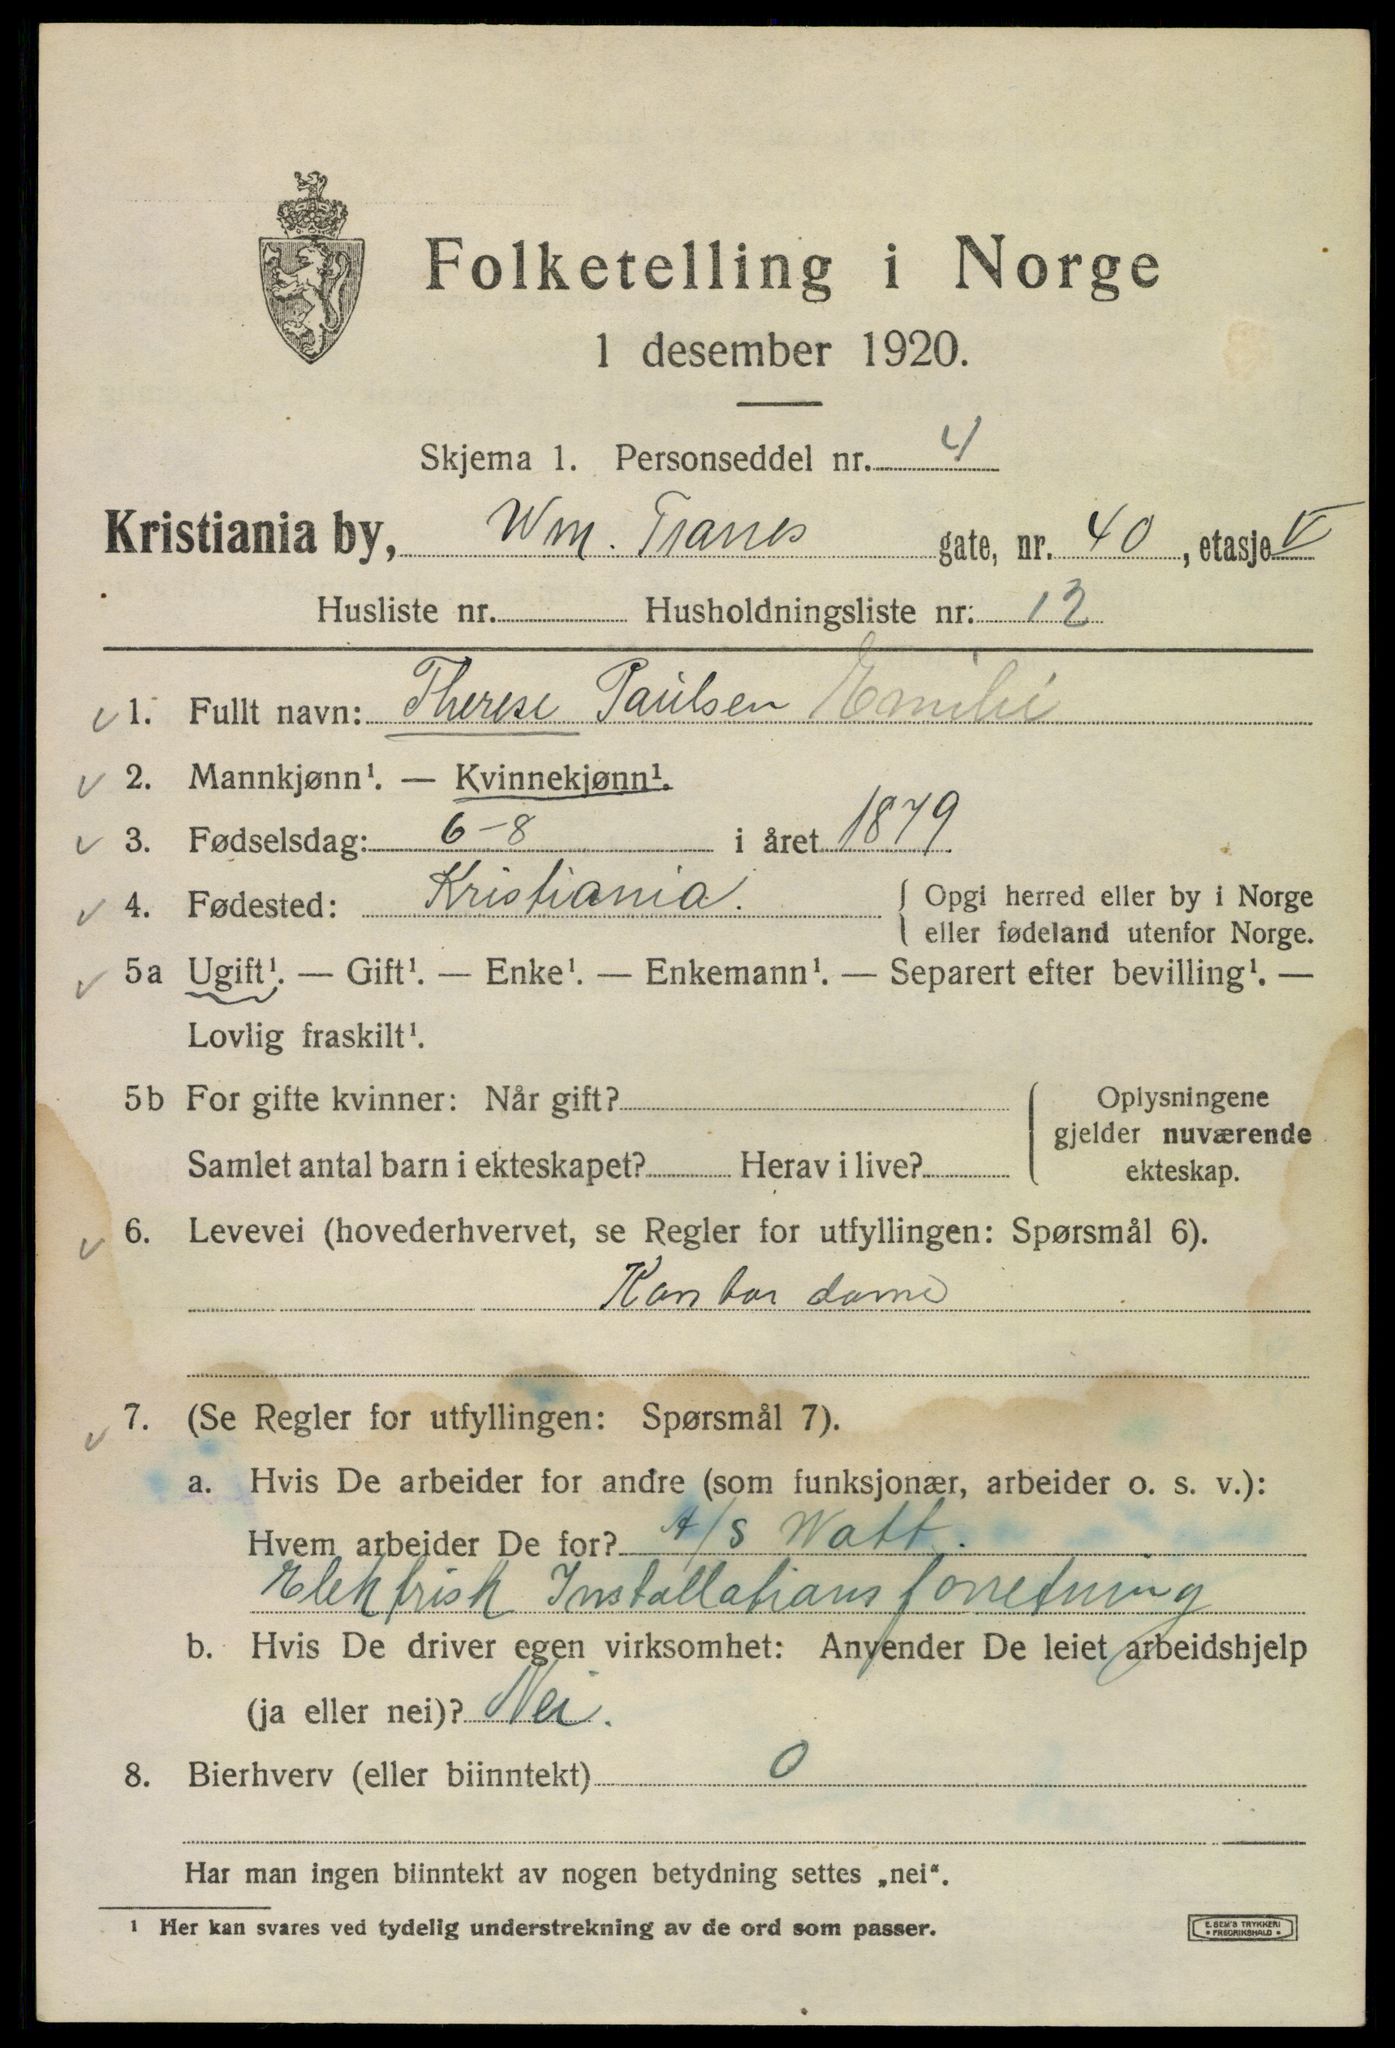 Folketelling i Norge
1 desember 1920.
Skjema 1. Personseddel nr. 4
Kristiania by, Wm. Tranes gate, nr. 40, etasje V
Husliste nr. Husholdningsliste nr. 12
1. Fullt navn: Therese Paulsen Emilie
2. Mannkjønn¹. — Kvinnekjønn¹.
3. Fødselsdag: 6-8 i året 1879
4. Fødested: Kristiania. Opgi herred eller by i Norge
eller fødeland utenfor Norge.
5a Ugift¹. — Gift¹. — Enke¹. — Enkemann¹. — Separert efter bevilling¹. —
Lovlig fraskilt¹.
5b For gifte kvinner: Når gift? Oplysningene
gjelder nuværende
Samlet antal barn i ekteskapet? Herav i live? ekteskap.
6. Levevei (hovederhvervet, se Regler for utfyllingen: Spørsmål 6).
Kontor dame
7. (Se Regler for utfyllingen: Spørsmål 7).
a. Hvis De arbeider for andre (som funksjonær, arbeider o. s. v.):
Hvem arbeider De for? A/S Watt.
Elektrisk Installationsforretning
b. Hvis De driver egen virksomhet: Anvender De leiet arbeidshjelp
(ja eller nei)? Nei.
8. Bierhverv (eller biinntekt) 0
Har man ingen biinntekt av nogen betydning settes „nei“.
¹ Her kan svares ved tydelig understrekning av de ord som passer.
E. SEM'S TRYKKERI
• FREDRIKSHALD •